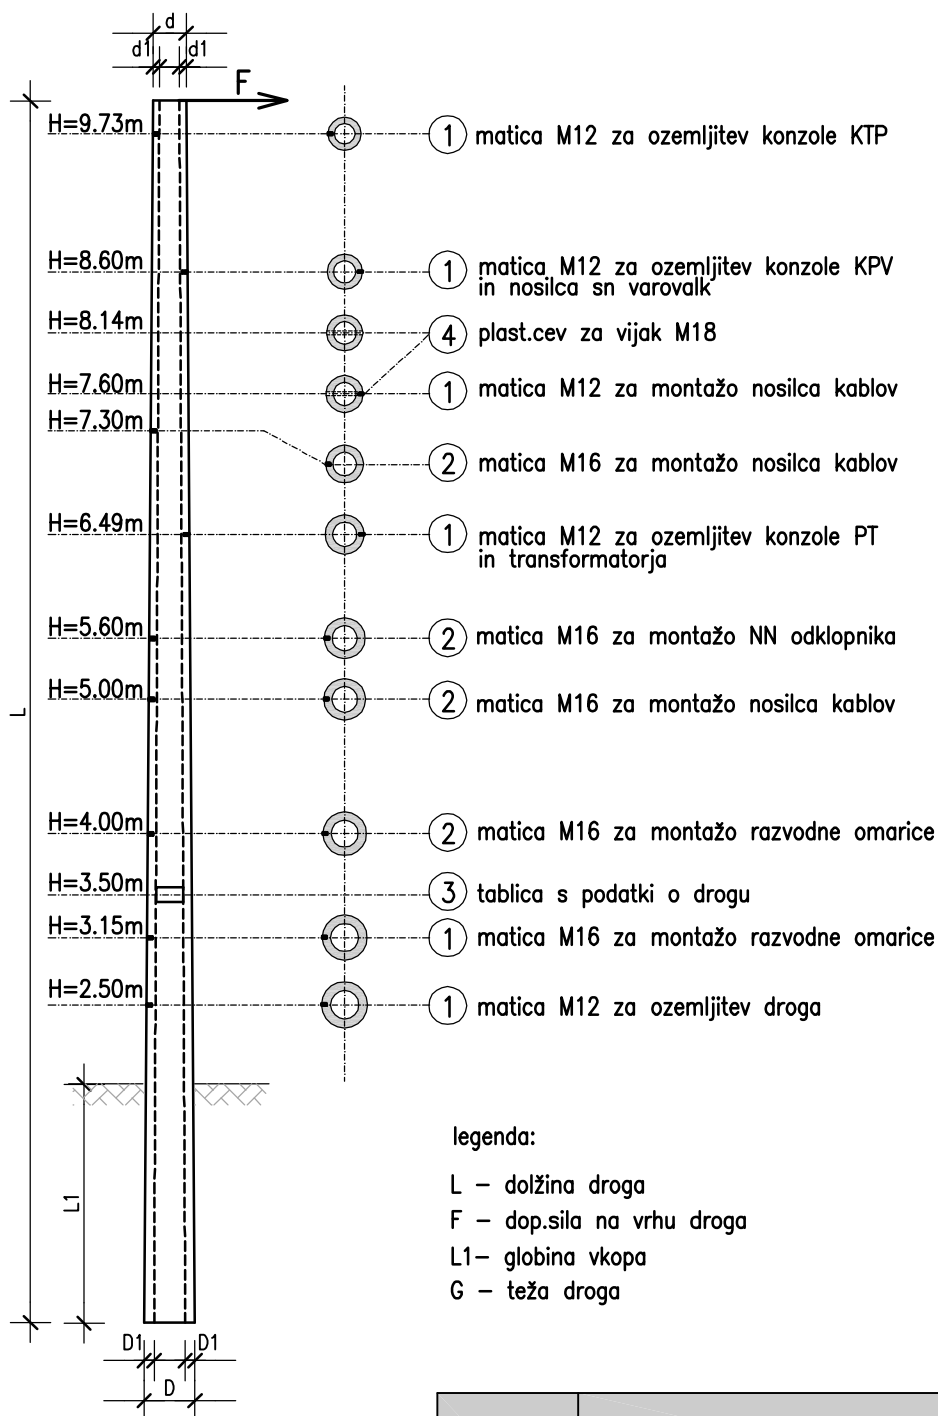 d
d1 d1
F
H=9.73m 1 matica M12 za ozemljitev konzole KTP
H=8.60m 1 matica M12 za ozemljitev konzole KPV
in nosilca sn varovalk
H=8.14m 4 plast.cev za vijak M18
H=7.60m 1 matica M12 za montažo nosilca kablov
H=7.30m 2 matica M16 za montažo nosilca kablov
H=6.49m 1 matica M12 za ozemljitev konzole PT
in transformatorja
H=5.60m 2 matica M16 za montažo NN odklopnika
H=5.00m 2 matica M16 za montažo nosilca kablov
L
H=4.00m 2 matica M16 za montažo razvodne omarice
H=3.50m 3 tablica s podatki o drogu
H=3.15m 1 matica M16 za montažo razvodne omarice
H=2.50m 1 matica M12 za ozemljitev droga
L1
legenda:
L – dolžina droga
F – dop.sila na vrhu droga
L1– globina vkopa
G – teža droga
D1 D1
D